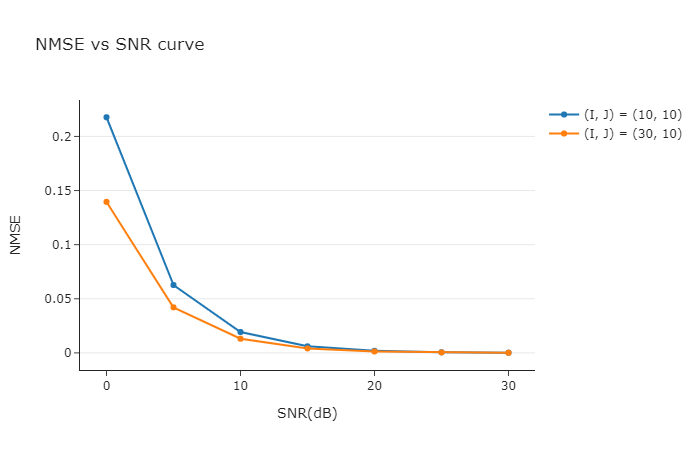 NMSE vs SNR curve
(I, J) = (10, 10)
(I, J) = (30, 10)
0.2
0.15
0.1
0.05
0
NMSE
0
10
20
30
SNR(dB)